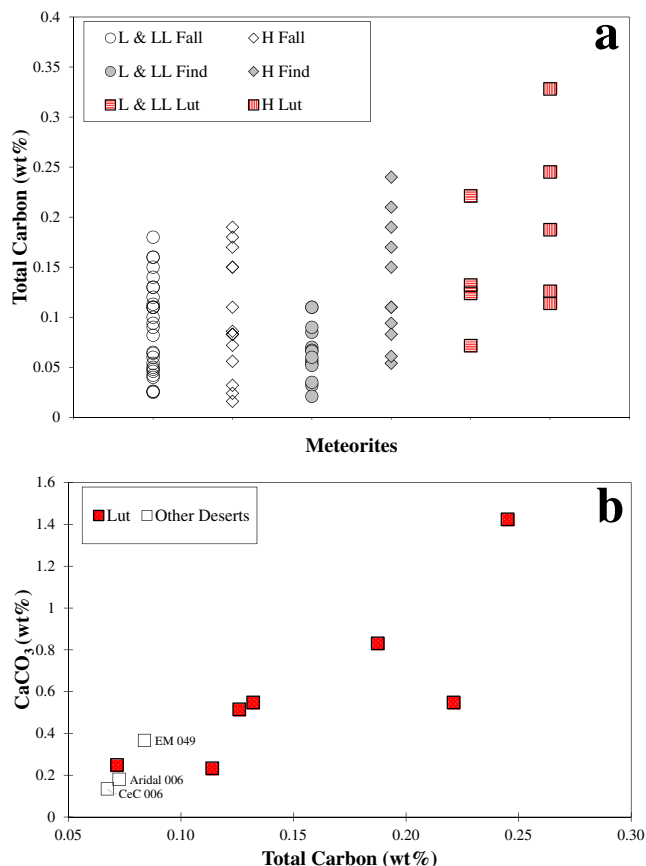 0.4
0.35
0.3
0.25
0.2
0.15
0.1
0.05
0
Total Carbon (wt%)
L & LL Fall H Fall
L & LL Find H Find
L & LL Lut H Lut
a
Meteorites
1.6
1.4
1.2
1
0.8
0.6
0.4
0.2
0
CaCO₃ (wt%)
Lut Other Deserts
b
EM 049
Aridal 006
CeC 006
0.05 0.10 0.15 0.20 0.25 0.30
Total Carbon (wt%)